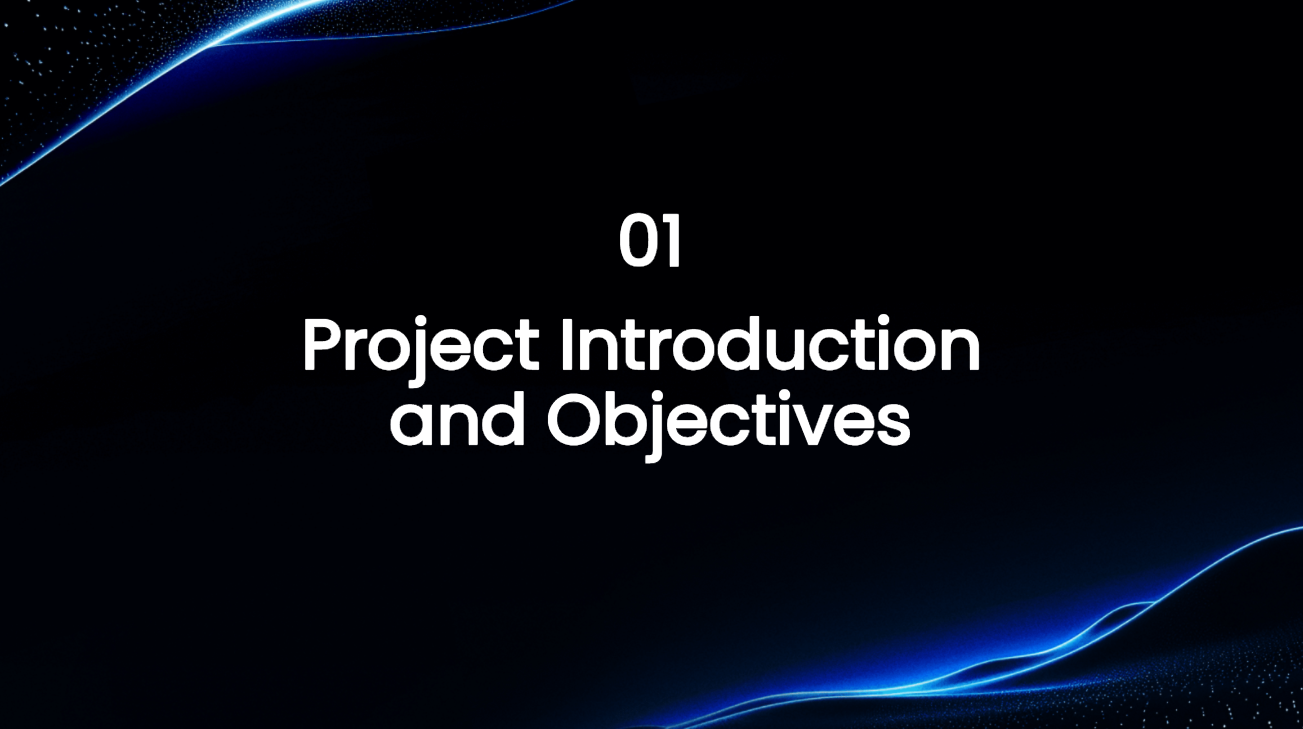 01
Project Introduction
and Objectives